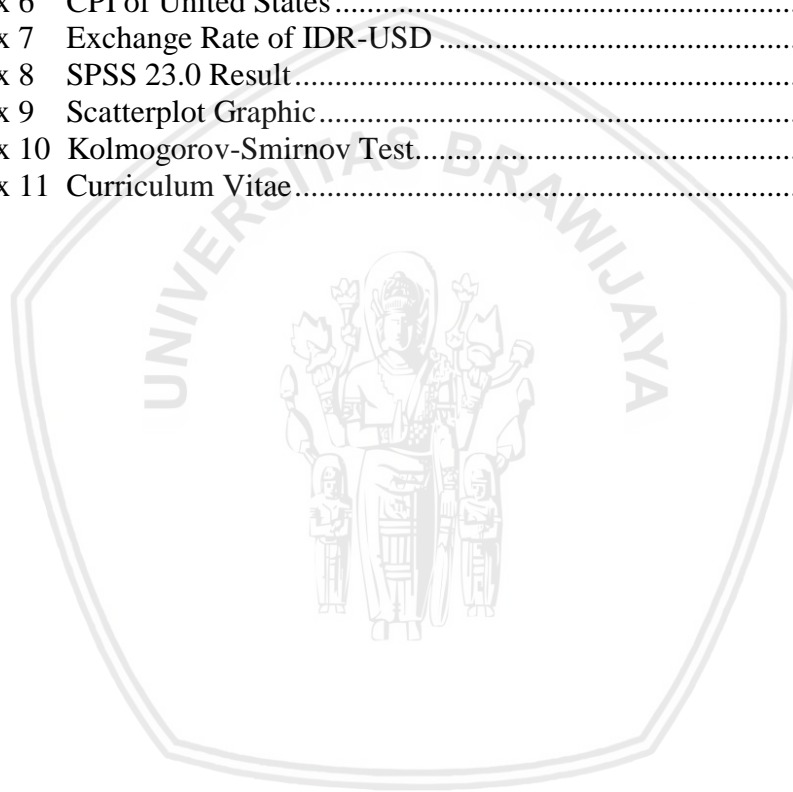 x 6 CPI of United States..............................................................................
x 7 Exchange Rate of IDR-USD..............................................................
x 8 SPSS 23.0 Result.................................................................................
x 9 Scatterplot Graphic.............................................................................
x 10 Kolmogorov-Smirnov Test.................................................................
x 11 Curriculum Vitae................................................................................
UNIVERSITAS BRAWIJAYA